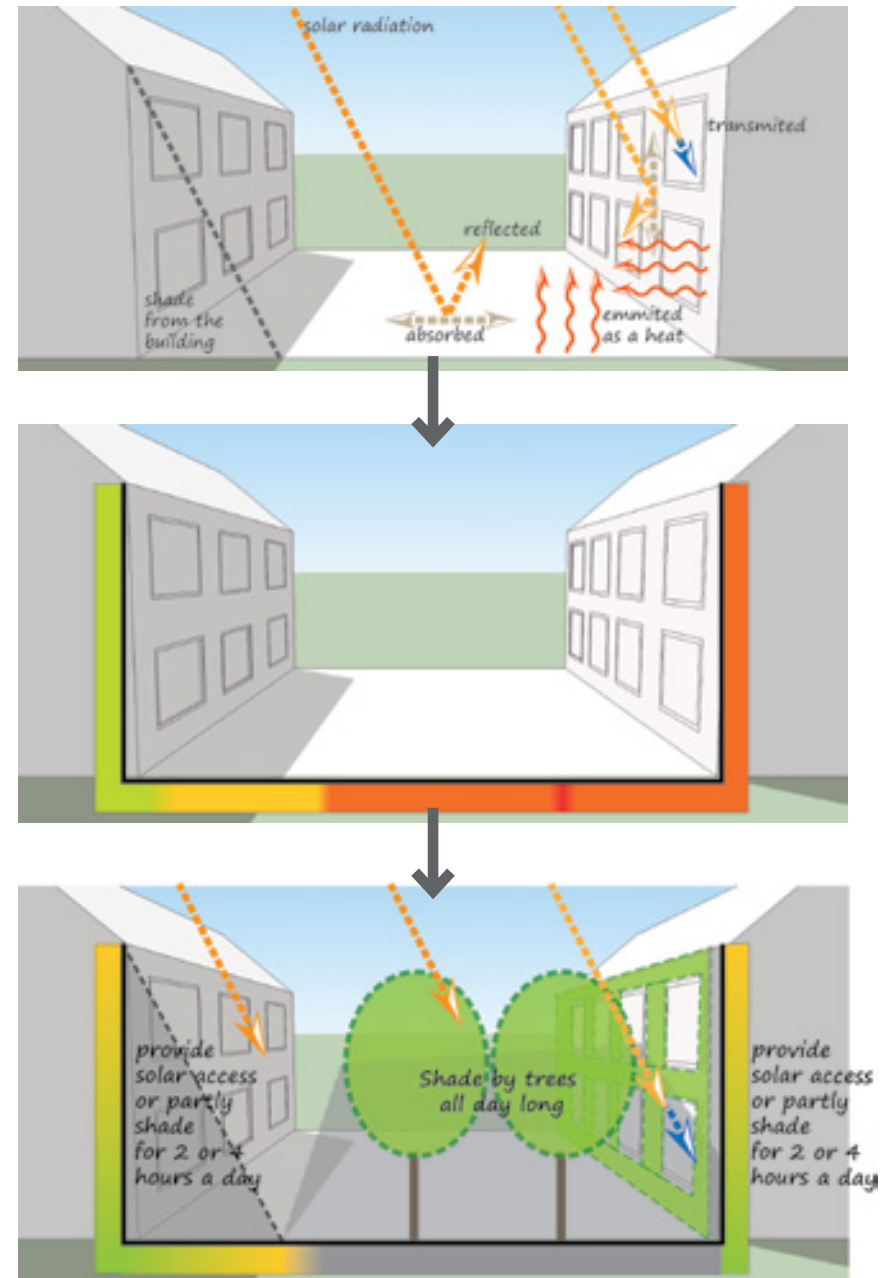 solar radiation
transmited
reflected
shade
from the
building
absorbed
emmited
as a heat
provide
solar access
or partly
shade
for 2 or 4
hours a day
Shade by trees
all day long
provide
solar access
or partly
shade
for 2 or 4
hours a day